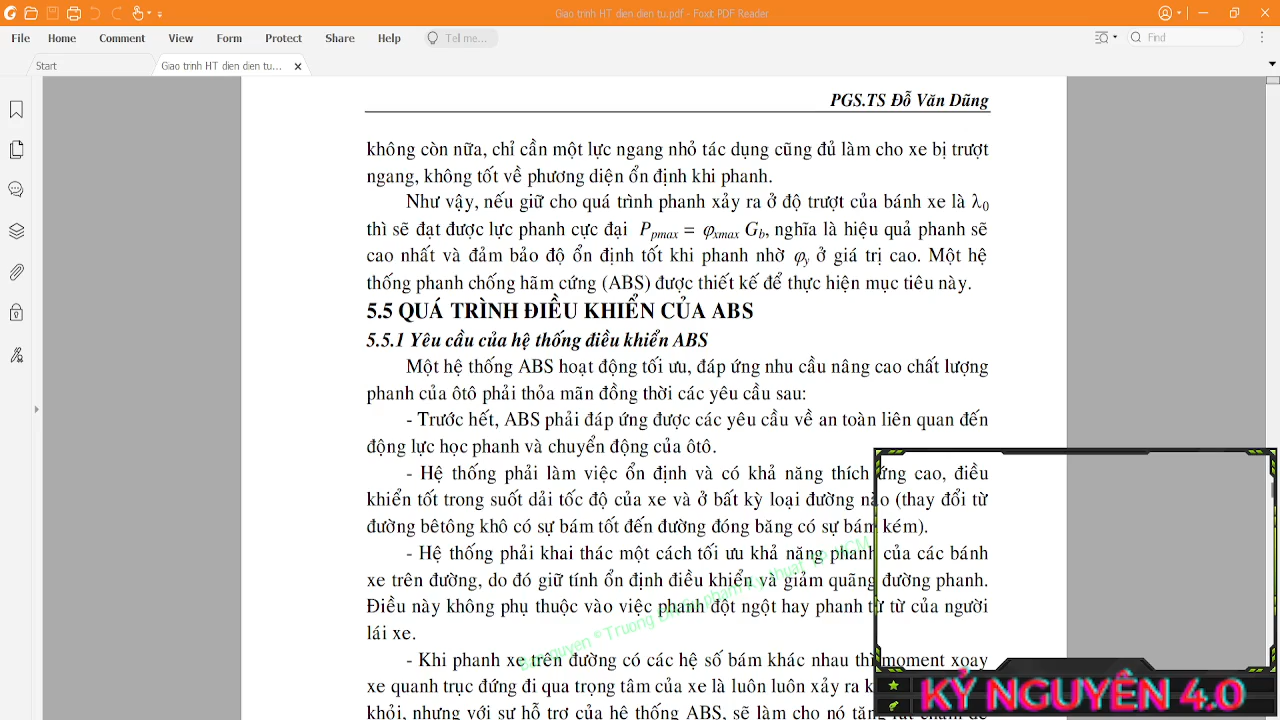 Giao trinh HT dien dien tu.pdf - Foxit PDF Reader
File Home Comment View Form Protect Share Help Tell me... Find
Start Giao trinh HT dien dien tu...
PGS.TS Đỗ Văn Dũng
không còn nữa, chỉ cần một lực ngang nhỏ tác dụng cũng đủ làm cho xe bị trượt
ngang, không tốt về phương diện ổn định khi phanh.
Như vậy, nếu giữ cho quá trình phanh xảy ra ở độ trượt của bánh xe là λ0
thì sẽ đạt được lực phanh cực đại Ppmax = φxmax Gb, nghĩa là hiệu quả phanh sẽ
cao nhất và đảm bảo độ ổn định tốt khi phanh nhờ φy ở giá trị cao. Một hệ
thống phanh chống hãm cứng (ABS) được thiết kế để thực hiện mục tiêu này.
5.5 QUÁ TRÌNH ĐIỀU KHIỂN CỦA ABS
5.5.1 Yêu cầu của hệ thống điều khiển ABS
Một hệ thống ABS hoạt động tối ưu, đáp ứng nhu cầu nâng cao chất lượng
phanh của ôtô phải thỏa mãn đồng thời các yêu cầu sau:
- Trước hết, ABS phải đáp ứng được các yêu cầu về an toàn liên quan đến
động lực học phanh và chuyển động của ôtô.
- Hệ thống phải làm việc ổn định và có khả năng thích ứng cao, điều
khiển tốt trong suốt dải tốc độ của xe và ở bất kỳ loại đường nào (thay đổi từ
đường bêtông khô có sự bám tốt đến đường đóng băng có sự bám kém).
- Hệ thống phải khai thác một cách tối ưu khả năng phanh của các bánh
xe trên đường, do đó giữ tính ổn định điều khiển và giảm quãng đường phanh.
Điều này không phụ thuộc vào việc phanh đột ngột hay phanh từ từ của người
lái xe.
- Khi phanh xe trên đường có các hệ số bám khác nhau thì moment xoay
xe quanh trục đứng đi qua trọng tâm của xe là luôn luôn xảy ra
khỏi, nhưng với sự hỗ trợ của hệ thống ABS, sẽ làm cho nó tăng rất chậm
KỶ NGUYÊN 4.0